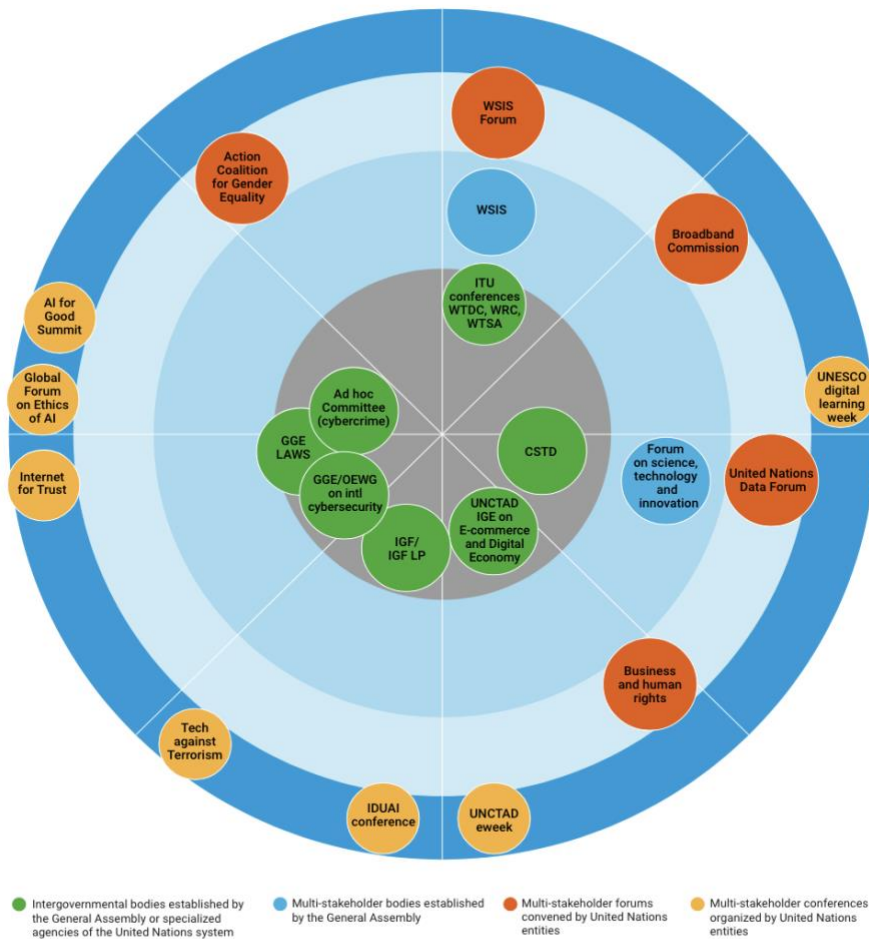 WSIS
Forum
Action
Coalition
for Gender
Equality
WSIS
Broadband
Commission
ITU
conferences
WTDC, WRC,
WTSA
AI for
Good
Summit
Global
Forum
on Ethics
of AI
UNESCO
digital
learning
week
Ad hoc
Committee
(cybercrime)
GGE
LAWS
CSTD
Internet
for Trust
GGE/OEWG
on intl
cybersecurity
Forum
on science,
technology
and
innovation
United Nations
Data Forum
UNCTAD
IGE on
E-commerce
and Digital
Economy
IGF/
IGF LP
Business
and human
rights
Tech
against
Terrorism
IDUAI
conference
UNCTAD
eweek
Intergovernmental bodies established by
the General Assembly or specialized
agencies of the United Nations system
Multi-stakeholder bodies established
by the General Assembly
Multi-stakeholder forums
convened by United Nations
entities
Multi-stakeholder conferences
organized by United Nations
entities